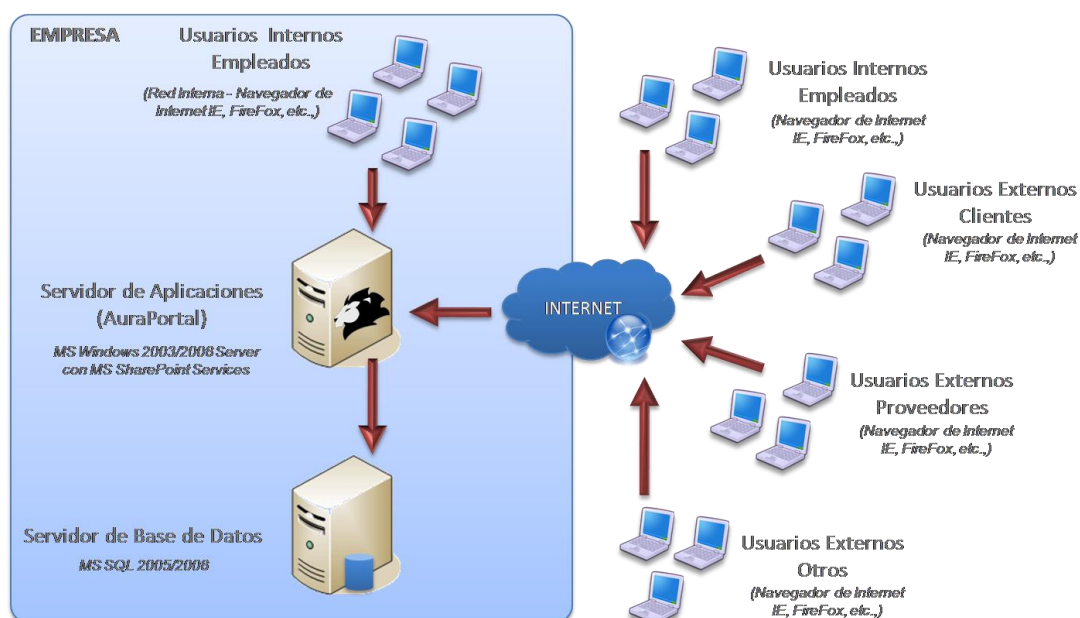 EMPRESA
Usuarios Internos
Empleados
(Red Interna - Navegador de
Internet IE, FireFox, etc.,)
Servidor de Aplicaciones
(AuraPortal)
MS Windows 2003/2008 Server
con MS SharePoint Services
Servidor de Base de Datos
MS SQL 2005/2008
INTERNET
Usuarios Internos
Empleados
(Navegador de Internet
IE, FireFox, etc.,)
Usuarios Externos
Clientes
(Navegador de Internet
IE, FireFox, etc.,)
Usuarios Externos
Proveedores
(Navegador de Internet
IE, FireFox, etc.,)
Usuarios Externos
Otros
(Navegador de Internet
IE, FireFox, etc.,)